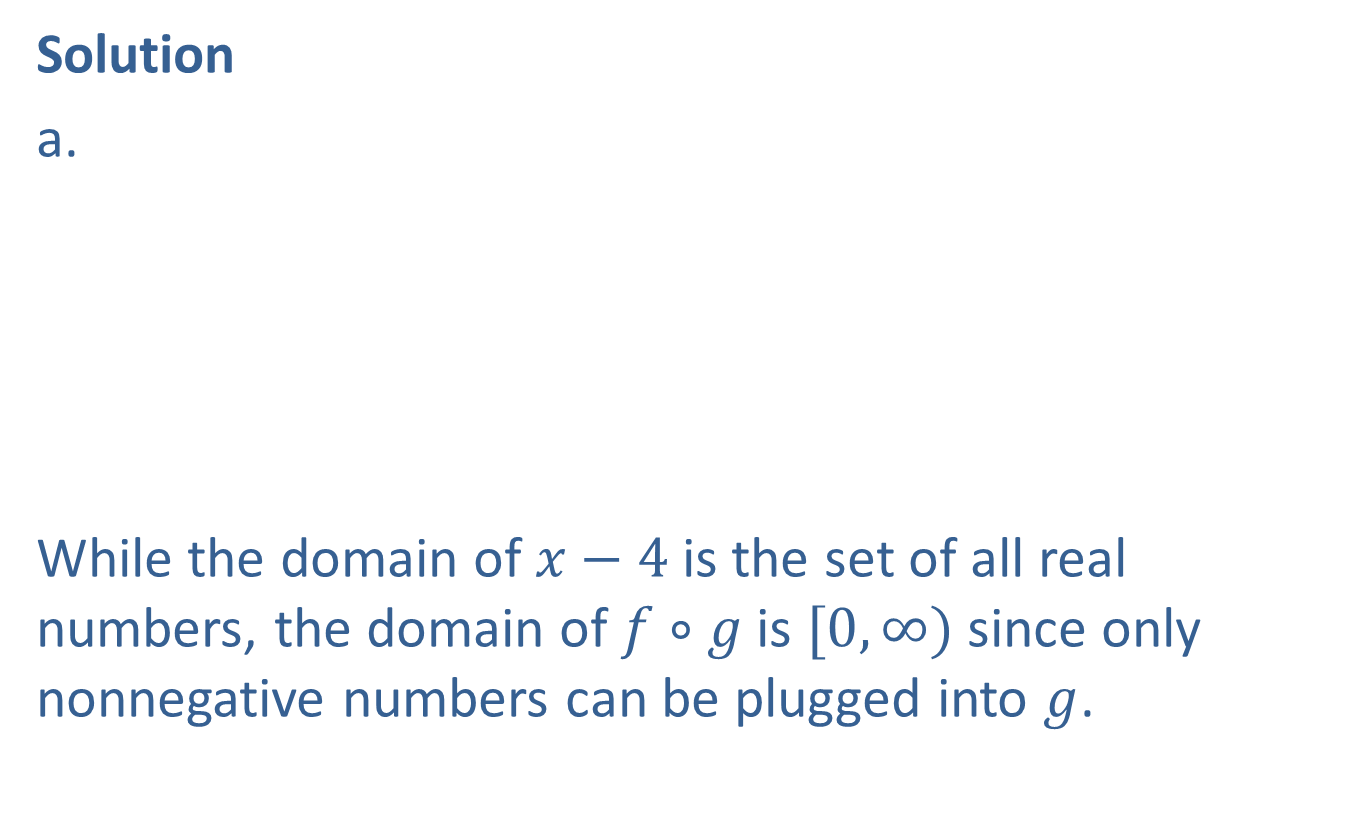 Solution
a.
While the domain of x − 4 is the set of all real
numbers, the domain of f ∘ g is [0, ∞) since only
nonnegative numbers can be plugged into g.